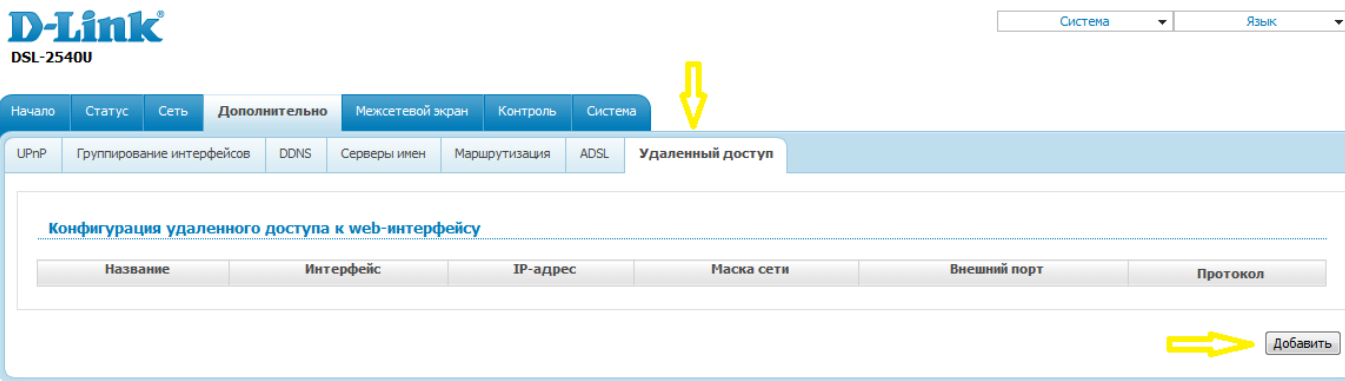 D-Link®
DSL-2540U
Система Язык
Начало Статус Сеть Дополнительно Межсетевой экран Контроль Система
UPnP Группирование интерфейсов DDNS Серверы имен Маршрутизация ADSL Удаленный доступ
Конфигурация удаленного доступа к web-интерфейсу
Название Интерфейс IP-адрес Маска сети Внешний порт Протокол
Добавить